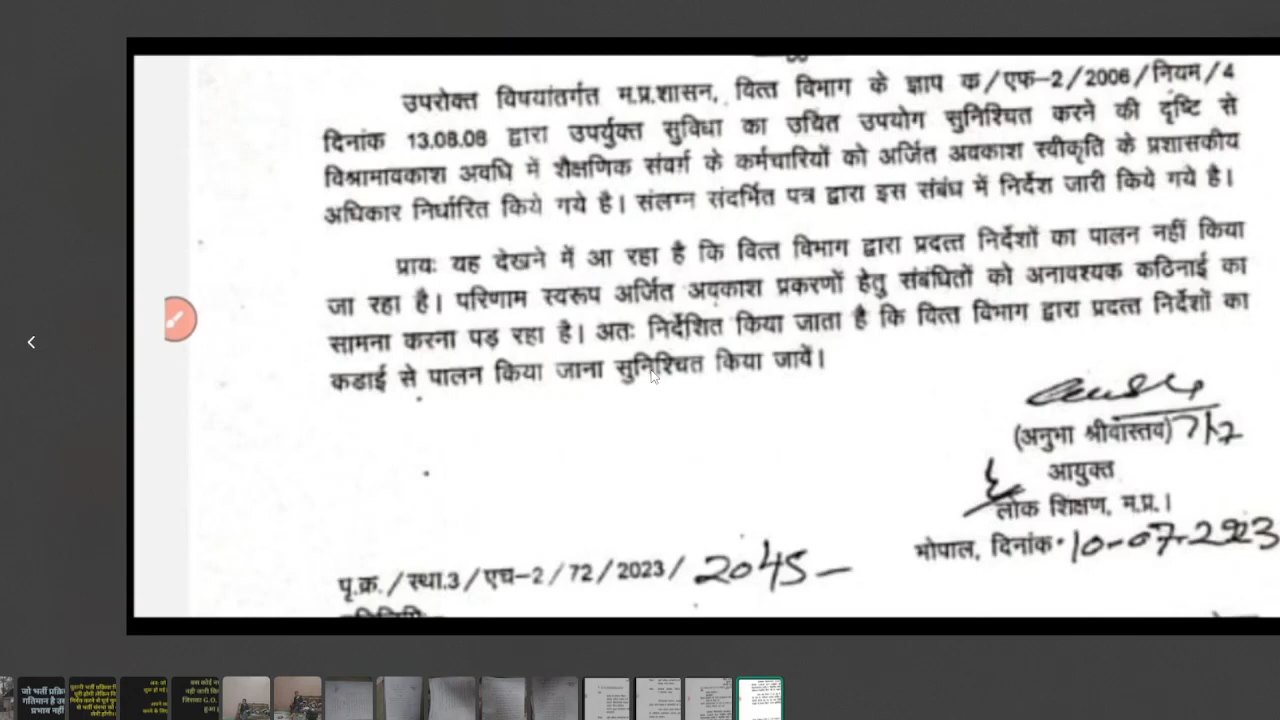 उपरोक्त विषयांतर्गत म.प्र.शासन, वित्त विभाग के ज्ञाप क/एफ-2/2006/नियम/4
दिनांक 13.08.08 द्वारा उपर्युक्त सुविधा का उचित उपयोग सुनिश्चित करने की दृष्टि से
विश्रामावकाश अवधि में शैक्षणिक संवर्ग के कर्मचारियों को अर्जित अवकाश स्वीकृति के प्रशासकीय
अधिकार निर्धारित किये गये है। संलग्न संदर्भित पत्र द्वारा इस संबंध में निर्देश जारी किये गये है।
प्रायः यह देखने में आ रहा है कि वित्त विभाग द्वारा प्रदत्त निर्देशों का पालन नहीं किया
जा रहा है। परिणाम स्वरूप अर्जित अवकाश प्रकरणों हेतु संबंधितों को अनावश्यक कठिनाई का
सामना करना पड़ रहा है। अतः निर्देशित किया जाता है कि वित्त विभाग द्वारा प्रदत्त निर्देशों का
कडाई से पालन किया जाना सुनिश्चित किया जावें।
(अनुभा श्रीवास्तव) 7/7
आयुक्त
लोक शिक्षण, म.प्र.।
भोपाल, दिनांक 10-07-2023
पृ.क्र./स्था.3/एच-2/72/2023/ 2045 —